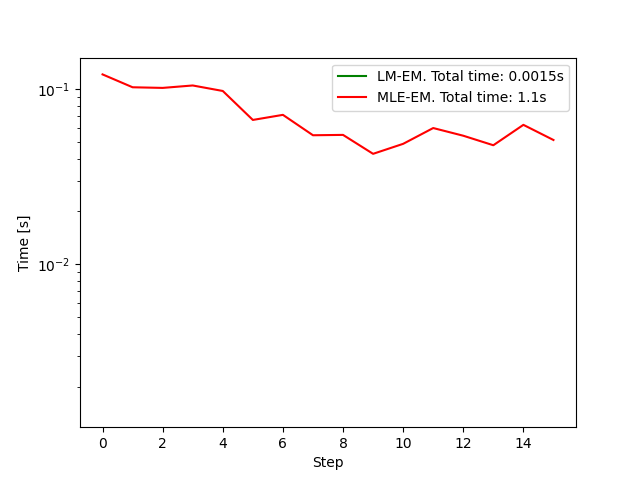 LM-EM. Total time: 0.0015s
MLE-EM. Total time: 1.1s
10⁻¹
10⁻²
Time [s]
0 2 4 6 8 10 12 14
Step